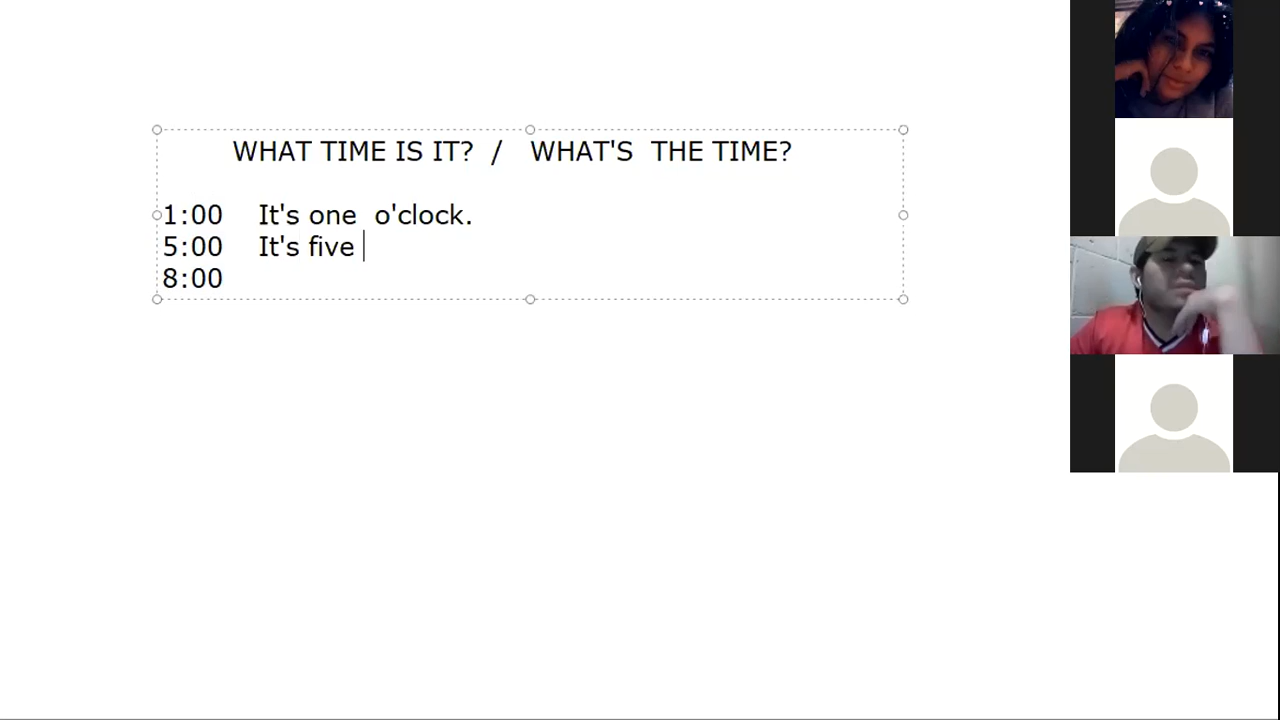 WHAT TIME IS IT? / WHAT'S THE TIME?
1:00 It's one o'clock.
5:00 It's five
8:00